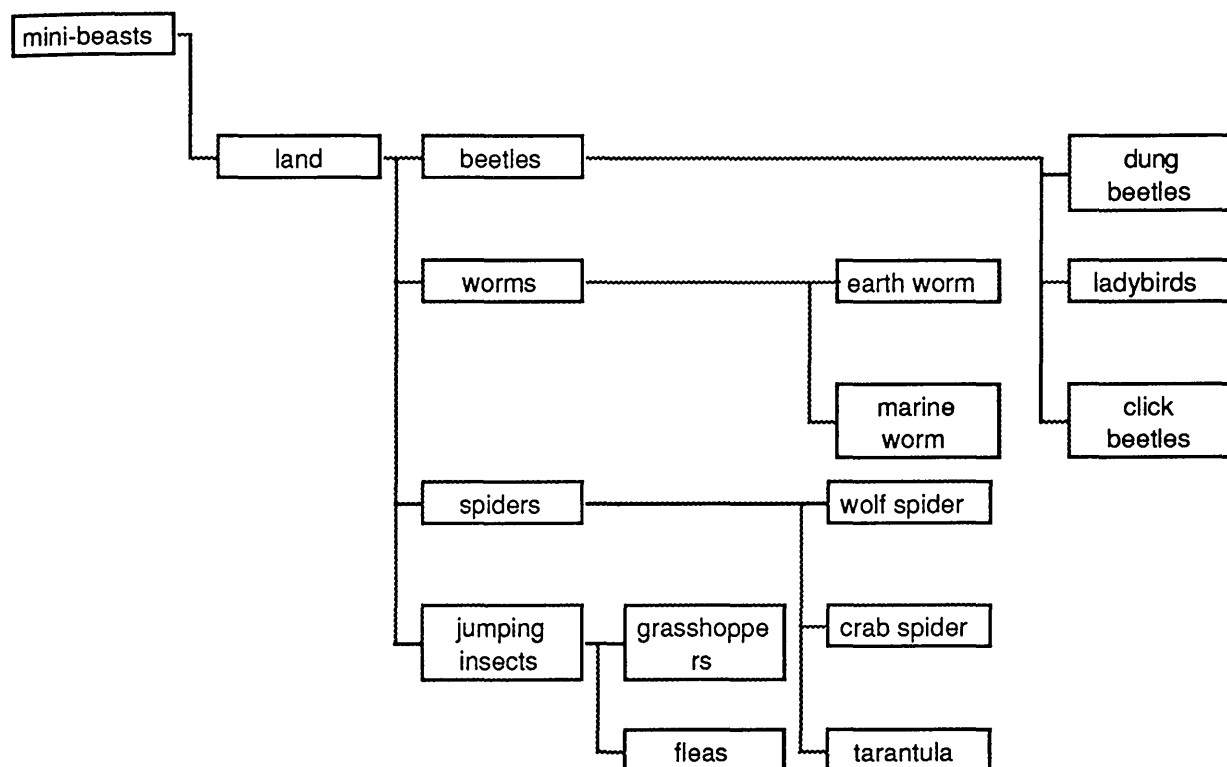 mini-beasts
land
beetles
dung
beetles
worms
earth worm
ladybirds
marine
worm
click
beetles
spiders
wolf spider
jumping
insects
grasshoppe
rs
crab spider
fleas
tarantula